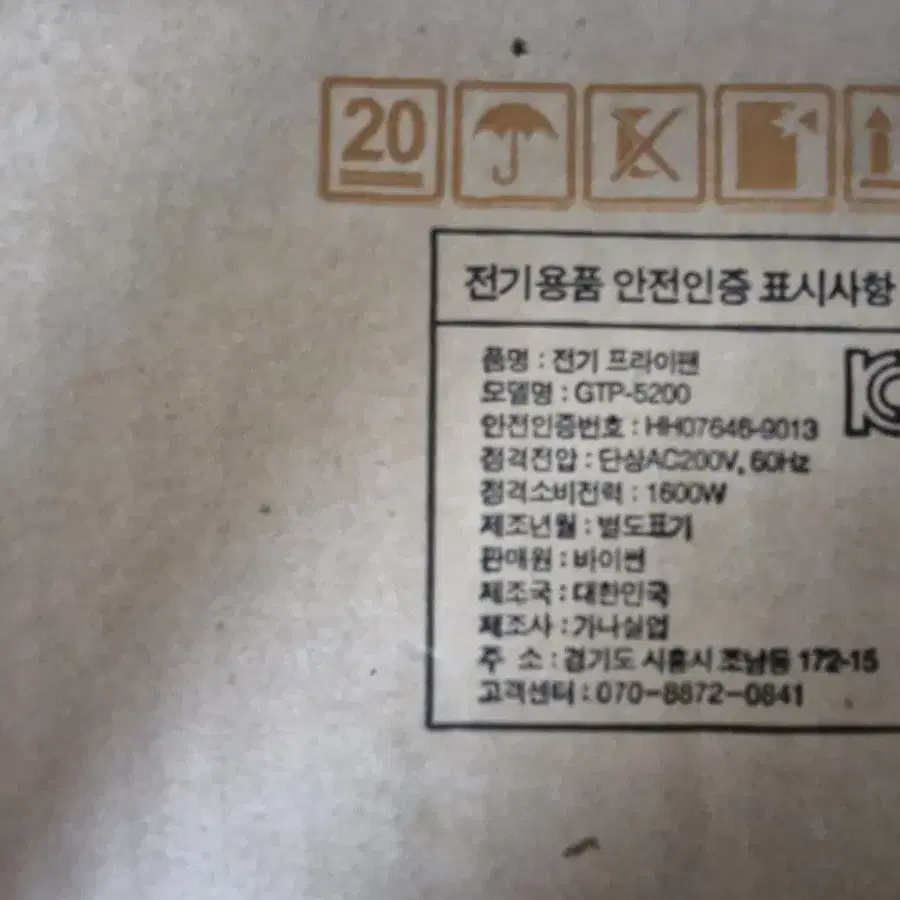 20
전기용품 안전인증 표시사항
품명 : 전기 프라이팬
모델명 : GTP-5200
안전인증번호 : HH07646-9013
정격전압 : 단상AC200V, 60Hz
정격소비전력 : 1600W
제조년월 : 별도표기
판매원 : 바이썬
제조국 : 대한민국
제조사 : 가나실업
주 소 : 경기도 시흥시 조남동 172-15
고객센터 : 070-8872-0841